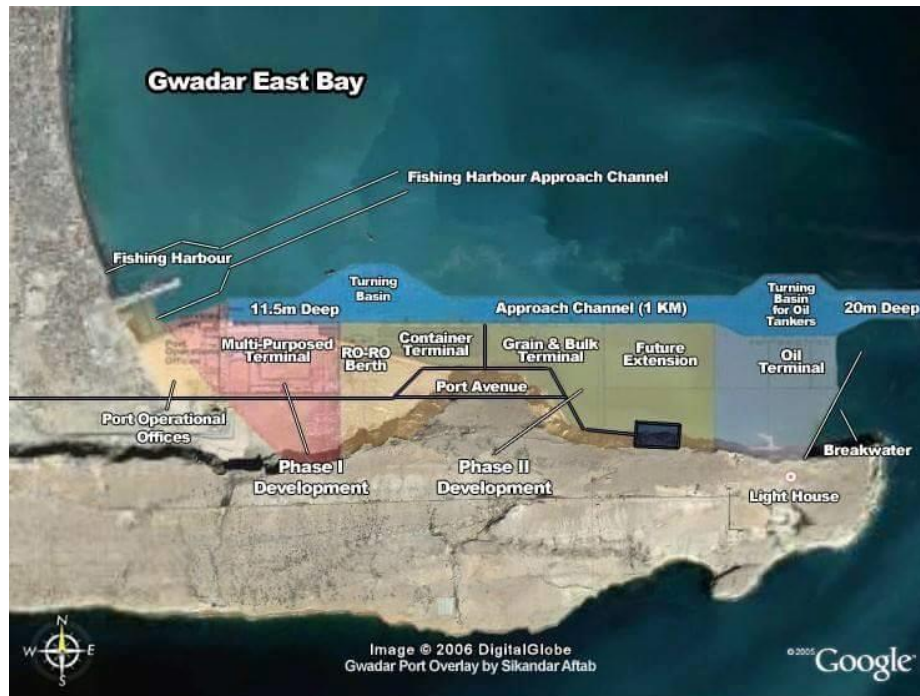 Gwadar East Bay
Fishing Harbour Approach Channel
Fishing Harbour
Turning
Basin
Turning
Basin
for Oil
Tankers
11.5m Deep
Approach Channel (1 KM)
20m Deep
Multi-Purposed
Terminal
RO-RO
Berth
Container
Terminal
Grain & Bulk
Terminal
Future
Extension
Oil
Terminal
Port Avenue
Port Operational
Offices
Phase I
Development
Phase II
Development
Breakwater
Light House
N
W
E
S
Image © 2006 DigitalGlobe
Gwadar Port Overlay by Sikandar Aftab
©2005 Google